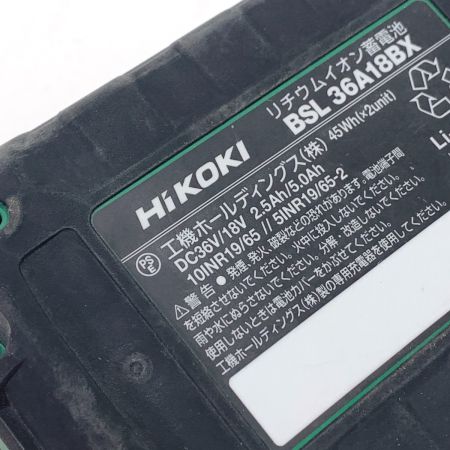 リチウムイオン蓄電池
BSL 36A18BX
HiKOKI
工機ホールディングス(株) 45Wh(×2unit)
DC36V/18V 2.5Ah/5.0Ah
10INR19/65 // 5INR19/65-2
PS E
Li
⚠警告 ●発煙、発火、破裂などの恐れがあります。電池端子間
を短絡させないでください。火中に投入しないでください。
雨や水にぬらさないでください。分解、改造しないでください。
使用しないときは電池カバーをかぶせてください。
工機ホールディングス(株)製の専用充電器を使用してください。